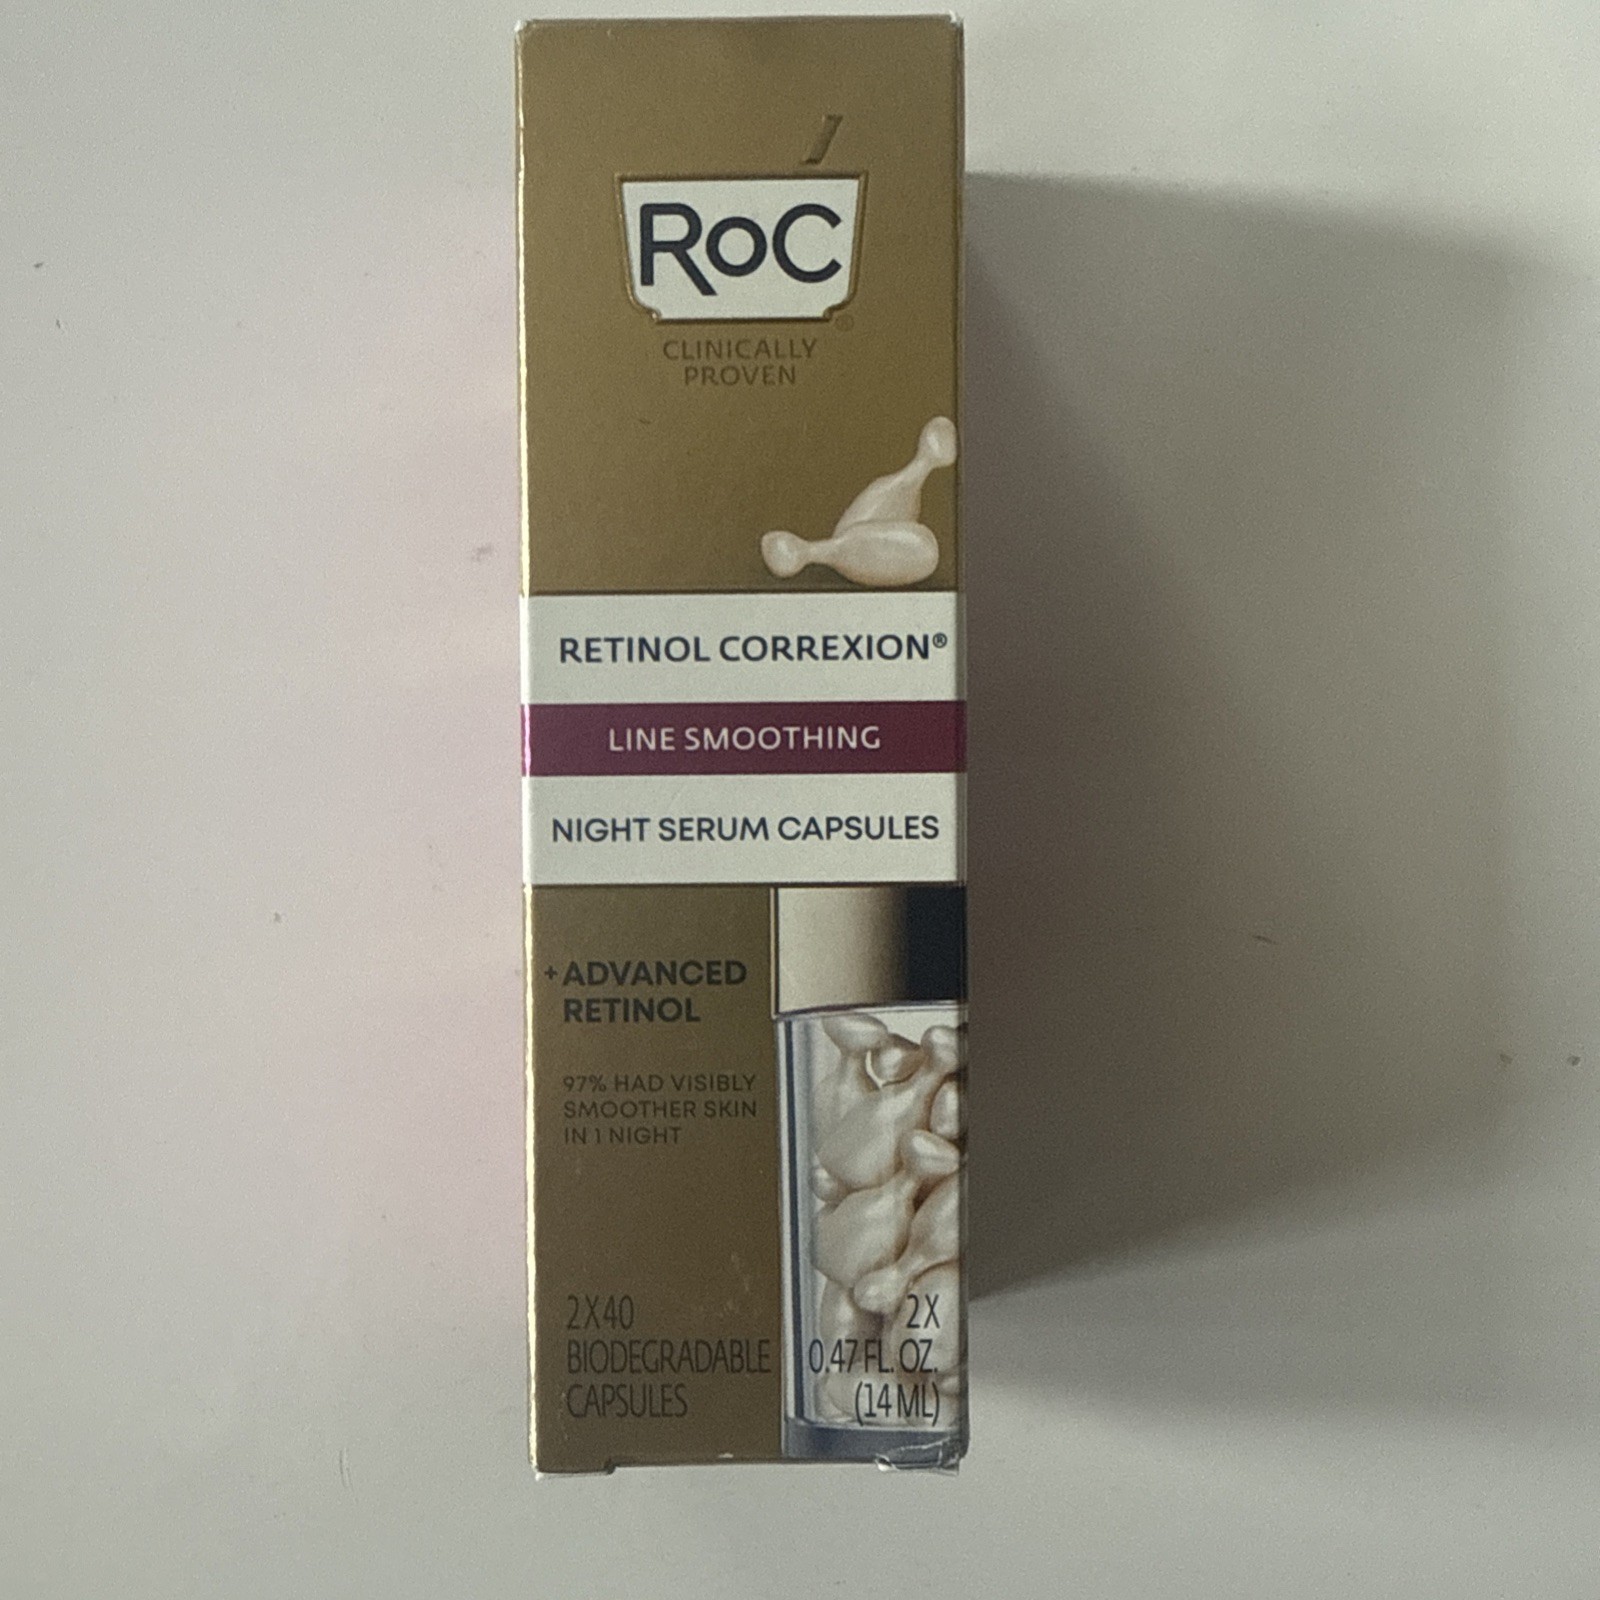 RoC®
CLINICALLY
PROVEN
RETINOL CORREXION®
LINE SMOOTHING
NIGHT SERUM CAPSULES
+ ADVANCED
RETINOL
97% HAD VISIBLY
SMOOTHER SKIN
IN 1 NIGHT
2X40
BIODEGRADABLE
CAPSULES
2X
0.47 FL. OZ.
(14 ML)